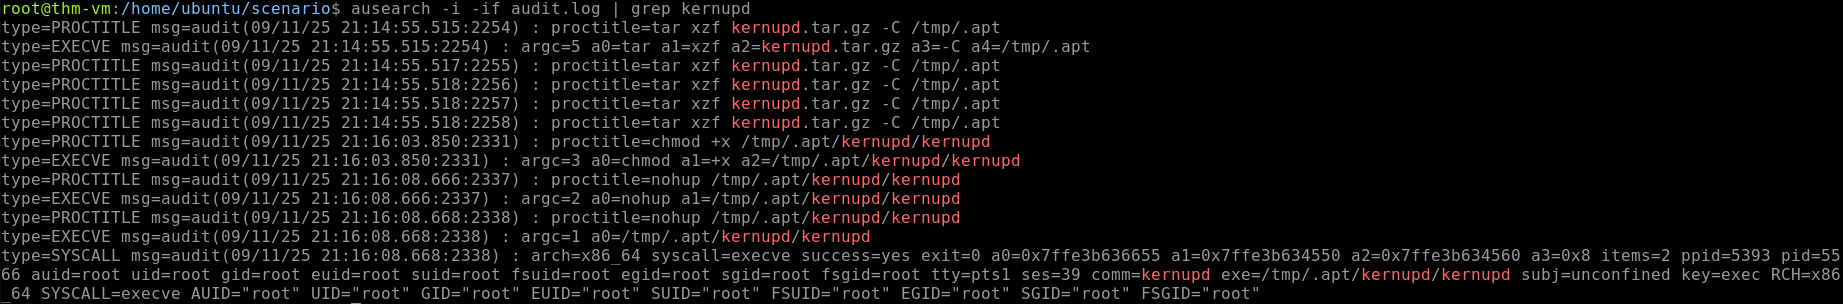 root@thm-vm:/home/ubuntu/scenario$ ausearch -i -if audit.log | grep kernupd
type=PROCTITLE msg=audit(09/11/25 21:14:55.515:2254) : proctitle=tar xzf kernupd.tar.gz -C /tmp/.apt
type=EXECVE msg=audit(09/11/25 21:14:55.515:2254) : argc=5 a0=tar a1=xzf a2=kernupd.tar.gz a3=-C a4=/tmp/.apt
type=PROCTITLE msg=audit(09/11/25 21:14:55.517:2255) : proctitle=tar xzf kernupd.tar.gz -C /tmp/.apt
type=PROCTITLE msg=audit(09/11/25 21:14:55.518:2256) : proctitle=tar xzf kernupd.tar.gz -C /tmp/.apt
type=PROCTITLE msg=audit(09/11/25 21:14:55.518:2257) : proctitle=tar xzf kernupd.tar.gz -C /tmp/.apt
type=PROCTITLE msg=audit(09/11/25 21:14:55.518:2258) : proctitle=tar xzf kernupd.tar.gz -C /tmp/.apt
type=PROCTITLE msg=audit(09/11/25 21:16:03.850:2331) : proctitle=chmod +x /tmp/.apt/kernupd/kernupd
type=EXECVE msg=audit(09/11/25 21:16:03.850:2331) : argc=3 a0=chmod a1=+x a2=/tmp/.apt/kernupd/kernupd
type=PROCTITLE msg=audit(09/11/25 21:16:08.666:2337) : proctitle=nohup /tmp/.apt/kernupd/kernupd
type=EXECVE msg=audit(09/11/25 21:16:08.666:2337) : argc=2 a0=nohup a1=/tmp/.apt/kernupd/kernupd
type=PROCTITLE msg=audit(09/11/25 21:16:08.668:2338) : proctitle=nohup /tmp/.apt/kernupd/kernupd
type=EXECVE msg=audit(09/11/25 21:16:08.668:2338) : argc=1 a0=/tmp/.apt/kernupd/kernupd
type=SYSCALL msg=audit(09/11/25 21:16:08.668:2338) : arch=x86_64 syscall=execve success=yes exit=0 a0=0x7ffe3b636655 a1=0x7ffe3b634550 a2=0x7ffe3b634560 a3=0x8 items=2 ppid=5393 pid=55
66 auid=root uid=root gid=root euid=root suid=root fsuid=root egid=root sgid=root fsgid=root tty=pts1 ses=39 comm=kernupd exe=/tmp/.apt/kernupd/kernupd subj=unconfined key=exec RCH=x86
_64 SYSCALL=execve AUID="root" UID="root" GID="root" EUID="root" SUID="root" FSUID="root" EGID="root" SGID="root" FSGID="root"